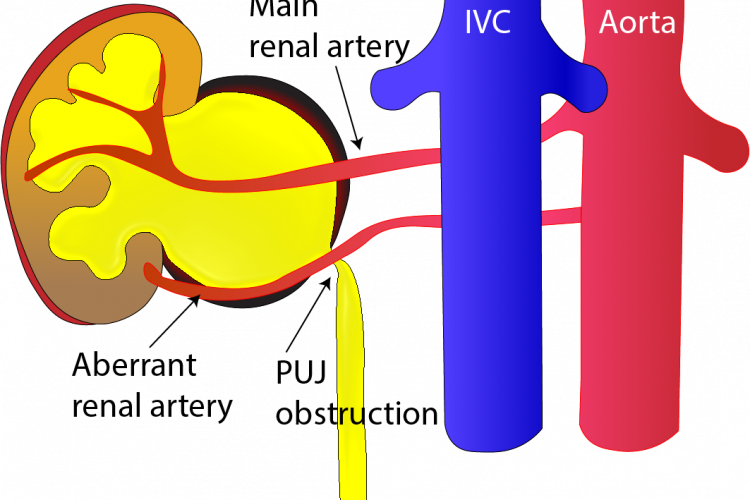 Main
renal artery
IVC
Aorta
Aberrant
renal artery
PUJ
obstruction